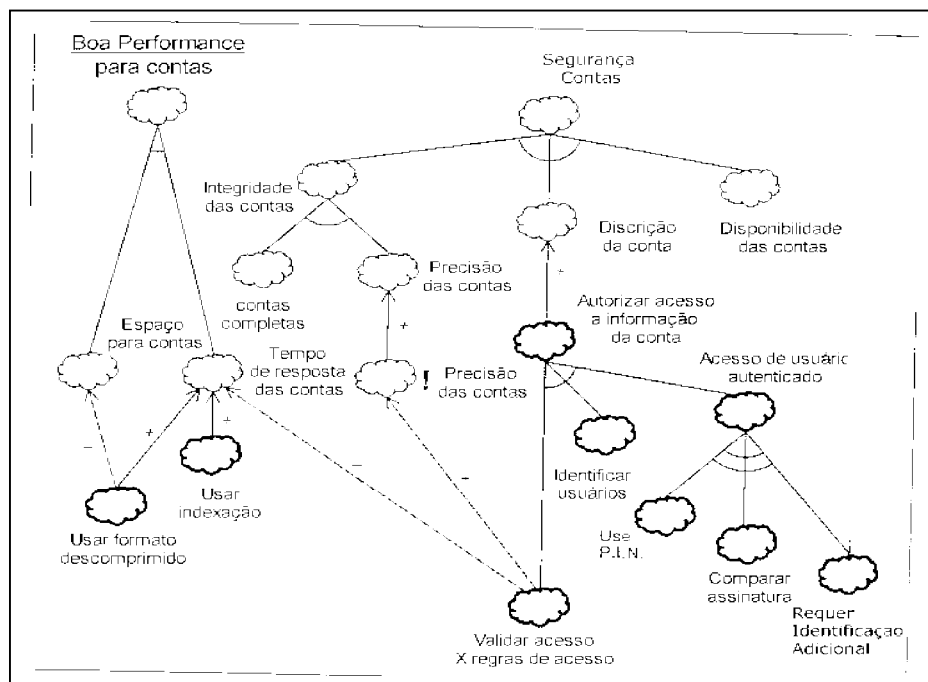 Boa Performance
para contas
Segurança
Contas
Integridade
das contas
Discrição
da conta
Disponibilidade
das contas
contas
completas
Precisão
das contas
Autorizar acesso
a informação
da conta
Espaço
para contas
Tempo
de resposta
das contas
! Precisão
das contas
Acesso de usuáric
autenticado
+
+
+
+
-
-
+
Usar
indexação
Identificar
usuários
Usar formato
descomprimido
Use
P.I.N.
Comparar
assinatura
Requer
Identificaçao
Adicional
Validar acesso
X regras de acesso